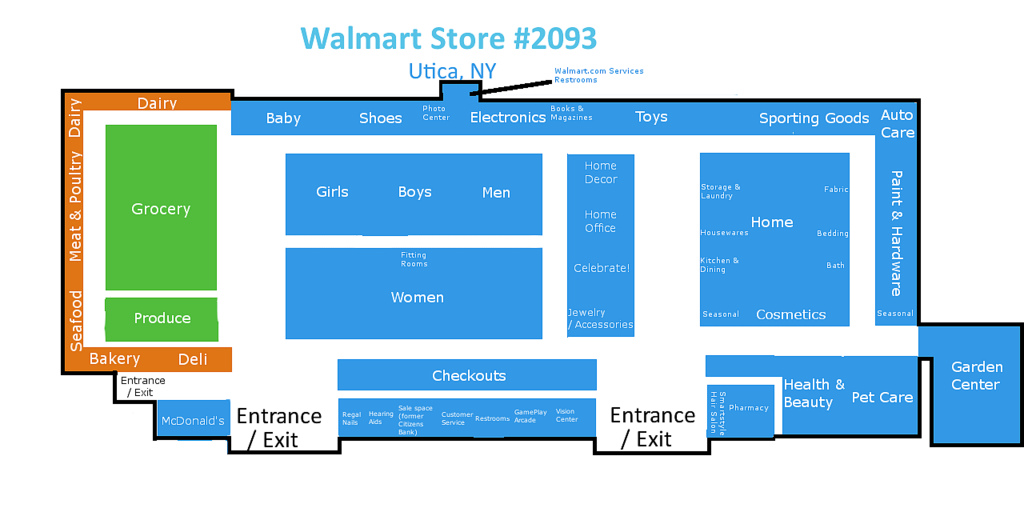 Walmart Store #2093
Utica, NY
Walmart.com Services
Restrooms
Dairy
Dairy
Meat & Poultry
Seafood
Grocery
Produce
Bakery
Deli
Entrance
/ Exit
McDonald's
Entrance
/ Exit
Baby
Shoes
Photo
Center
Electronics
Books &
Magazines
Toys
Sporting Goods
Auto
Care
Paint & Hardware
Seasonal
Girls
Boys
Men
Fitting
Rooms
Women
Home
Decor
Home
Office
Celebrate!
Jewelry
/ Accessories
Storage &
Laundry
Fabric
Home
Housewares
Bedding
Kitchen &
Dining
Bath
Seasonal
Cosmetics
Checkouts
Regal
Nails
Hearing
Aids
Sale space
(former
Citizens
Bank)
Customer
Service
Restrooms
GamePlay
Arcade
Vision
Center
Entrance
/ Exit
Smartstyle
Hair Salon
Pharmacy
Health &
Beauty
Pet Care
Garden
Center